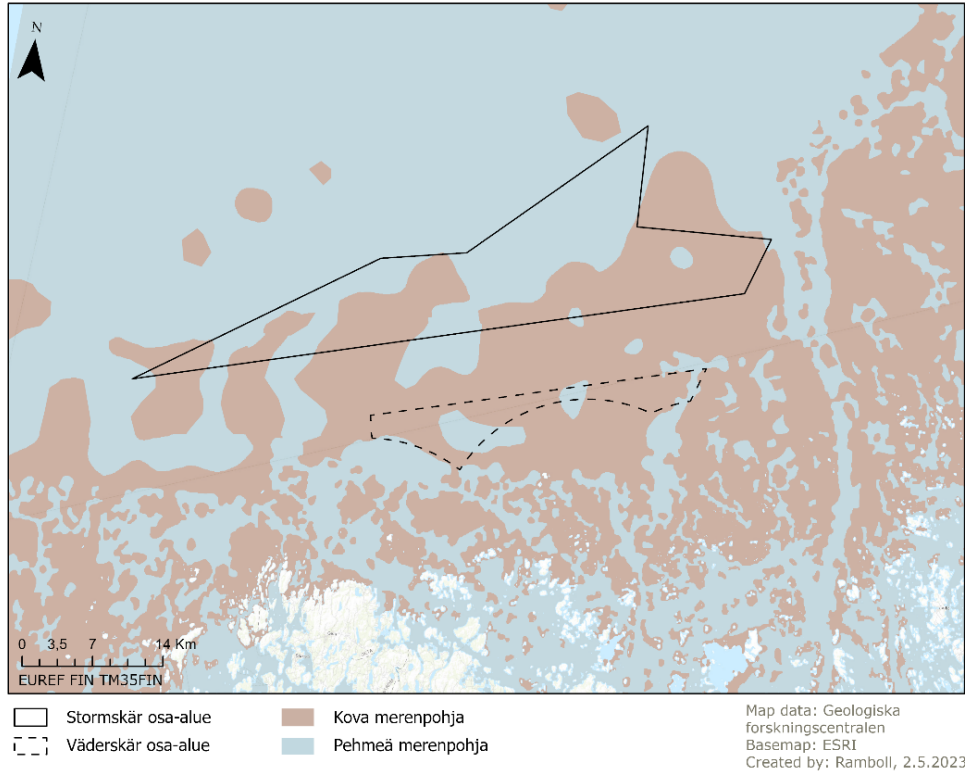 N
0 3,5 7 14 Km
EUREF FIN TM35FIN
Stormskär osa-alue
Väderskär osa-alue
Kova merenpohja
Pehmeä merenpohja
Map data: Geologiska
forskningscentralen
Basemap: ESRI
Created by: Ramboll, 2.5.2023